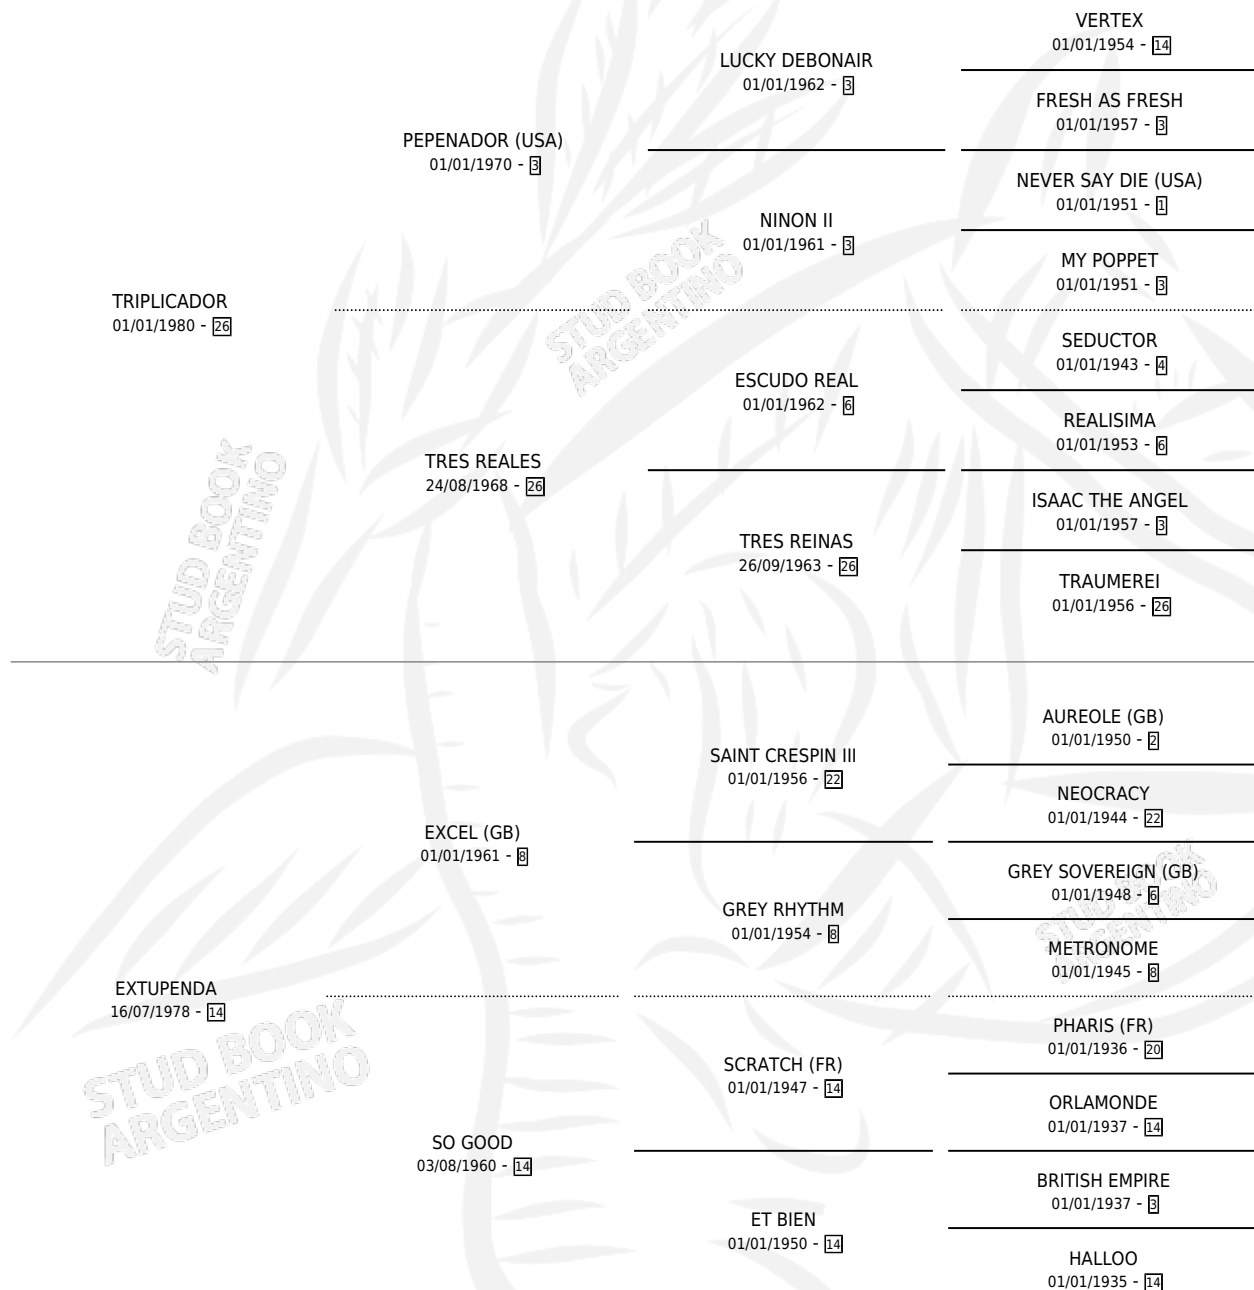 VERTEX
01/01/1954 - 14
LUCKY DEBONAIR
01/01/1962 - 3
FRESH AS FRESH
01/01/1957 - 3
PEPENADOR (USA)
01/01/1970 - 3
NEVER SAY DIE (USA)
01/01/1951 - 1
NINON II
01/01/1961 - 3
MY POPPET
01/01/1951 - 3
TRIPLICADOR
01/01/1980 - 26
SEDUCTOR
01/01/1943 - 4
ESCUDO REAL
01/01/1962 - 6
REALISIMA
01/01/1953 - 6
TRES REALES
24/08/1968 - 26
ISAAC THE ANGEL
01/01/1957 - 3
TRES REINAS
26/09/1963 - 26
TRAUMEREI
01/01/1956 - 26
STUD BOOK
ARGENTINO
STUD BOOK
ARGENTINO
AUREOLE (GB)
01/01/1950 - 2
SAINT CRESPIN III
01/01/1956 - 22
NEOCRACY
01/01/1944 - 22
EXCEL (GB)
01/01/1961 - 8
GREY SOVEREIGN (GB)
01/01/1948 - 6
GREY RHYTHM
01/01/1954 - 8
METRONOME
01/01/1945 - 8
STUD BOOK
ARGENTINO
EXTUPENDA
16/07/1978 - 14
PHARIS (FR)
01/01/1936 - 20
SCRATCH (FR)
01/01/1947 - 14
ORLAMONDE
01/01/1937 - 14
SO GOOD
03/08/1960 - 14
BRITISH EMPIRE
01/01/1937 - 3
ET BIEN
01/01/1950 - 14
HALLOO
01/01/1935 - 14
STUD BOOK
ARGENTINO